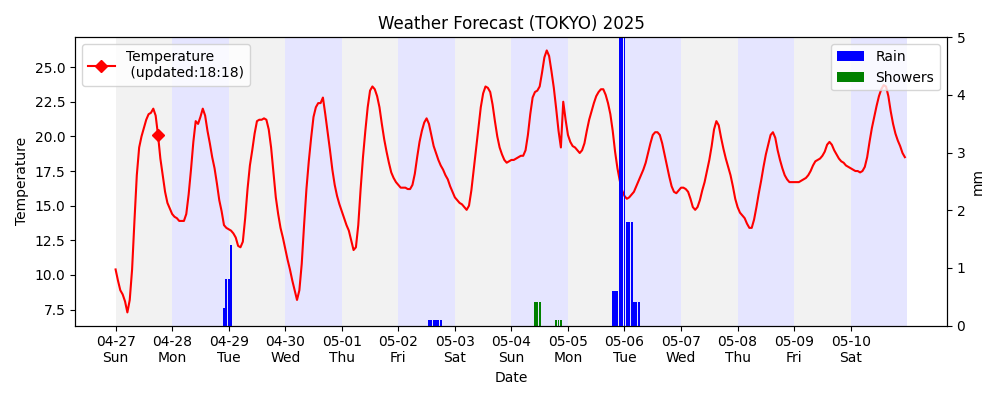 Weather Forecast (TOKYO) 2025
Temperature
(updated:18:18)
Rain
Showers
Temperature
25.0
22.5
20.0
17.5
15.0
12.5
10.0
7.5
5
4
3
2
1
0
mm
04-27 04-28 04-29 04-30 05-01 05-02 05-03 05-04 05-05 05-06 05-07 05-08 05-09 05-10
Sun Mon Tue Wed Thu Fri Sat Sun Mon Tue Wed Thu Fri Sat
Date